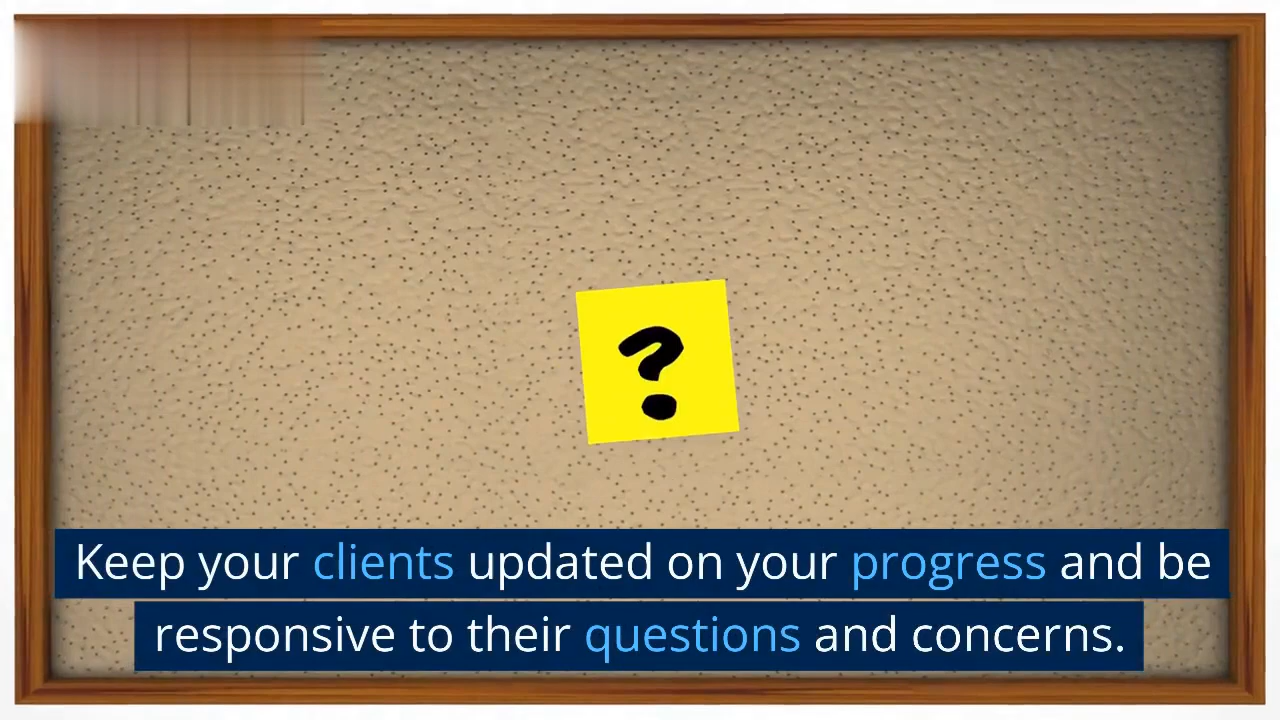 ?
Keep your clients updated on your progress and be
responsive to their questions and concerns.